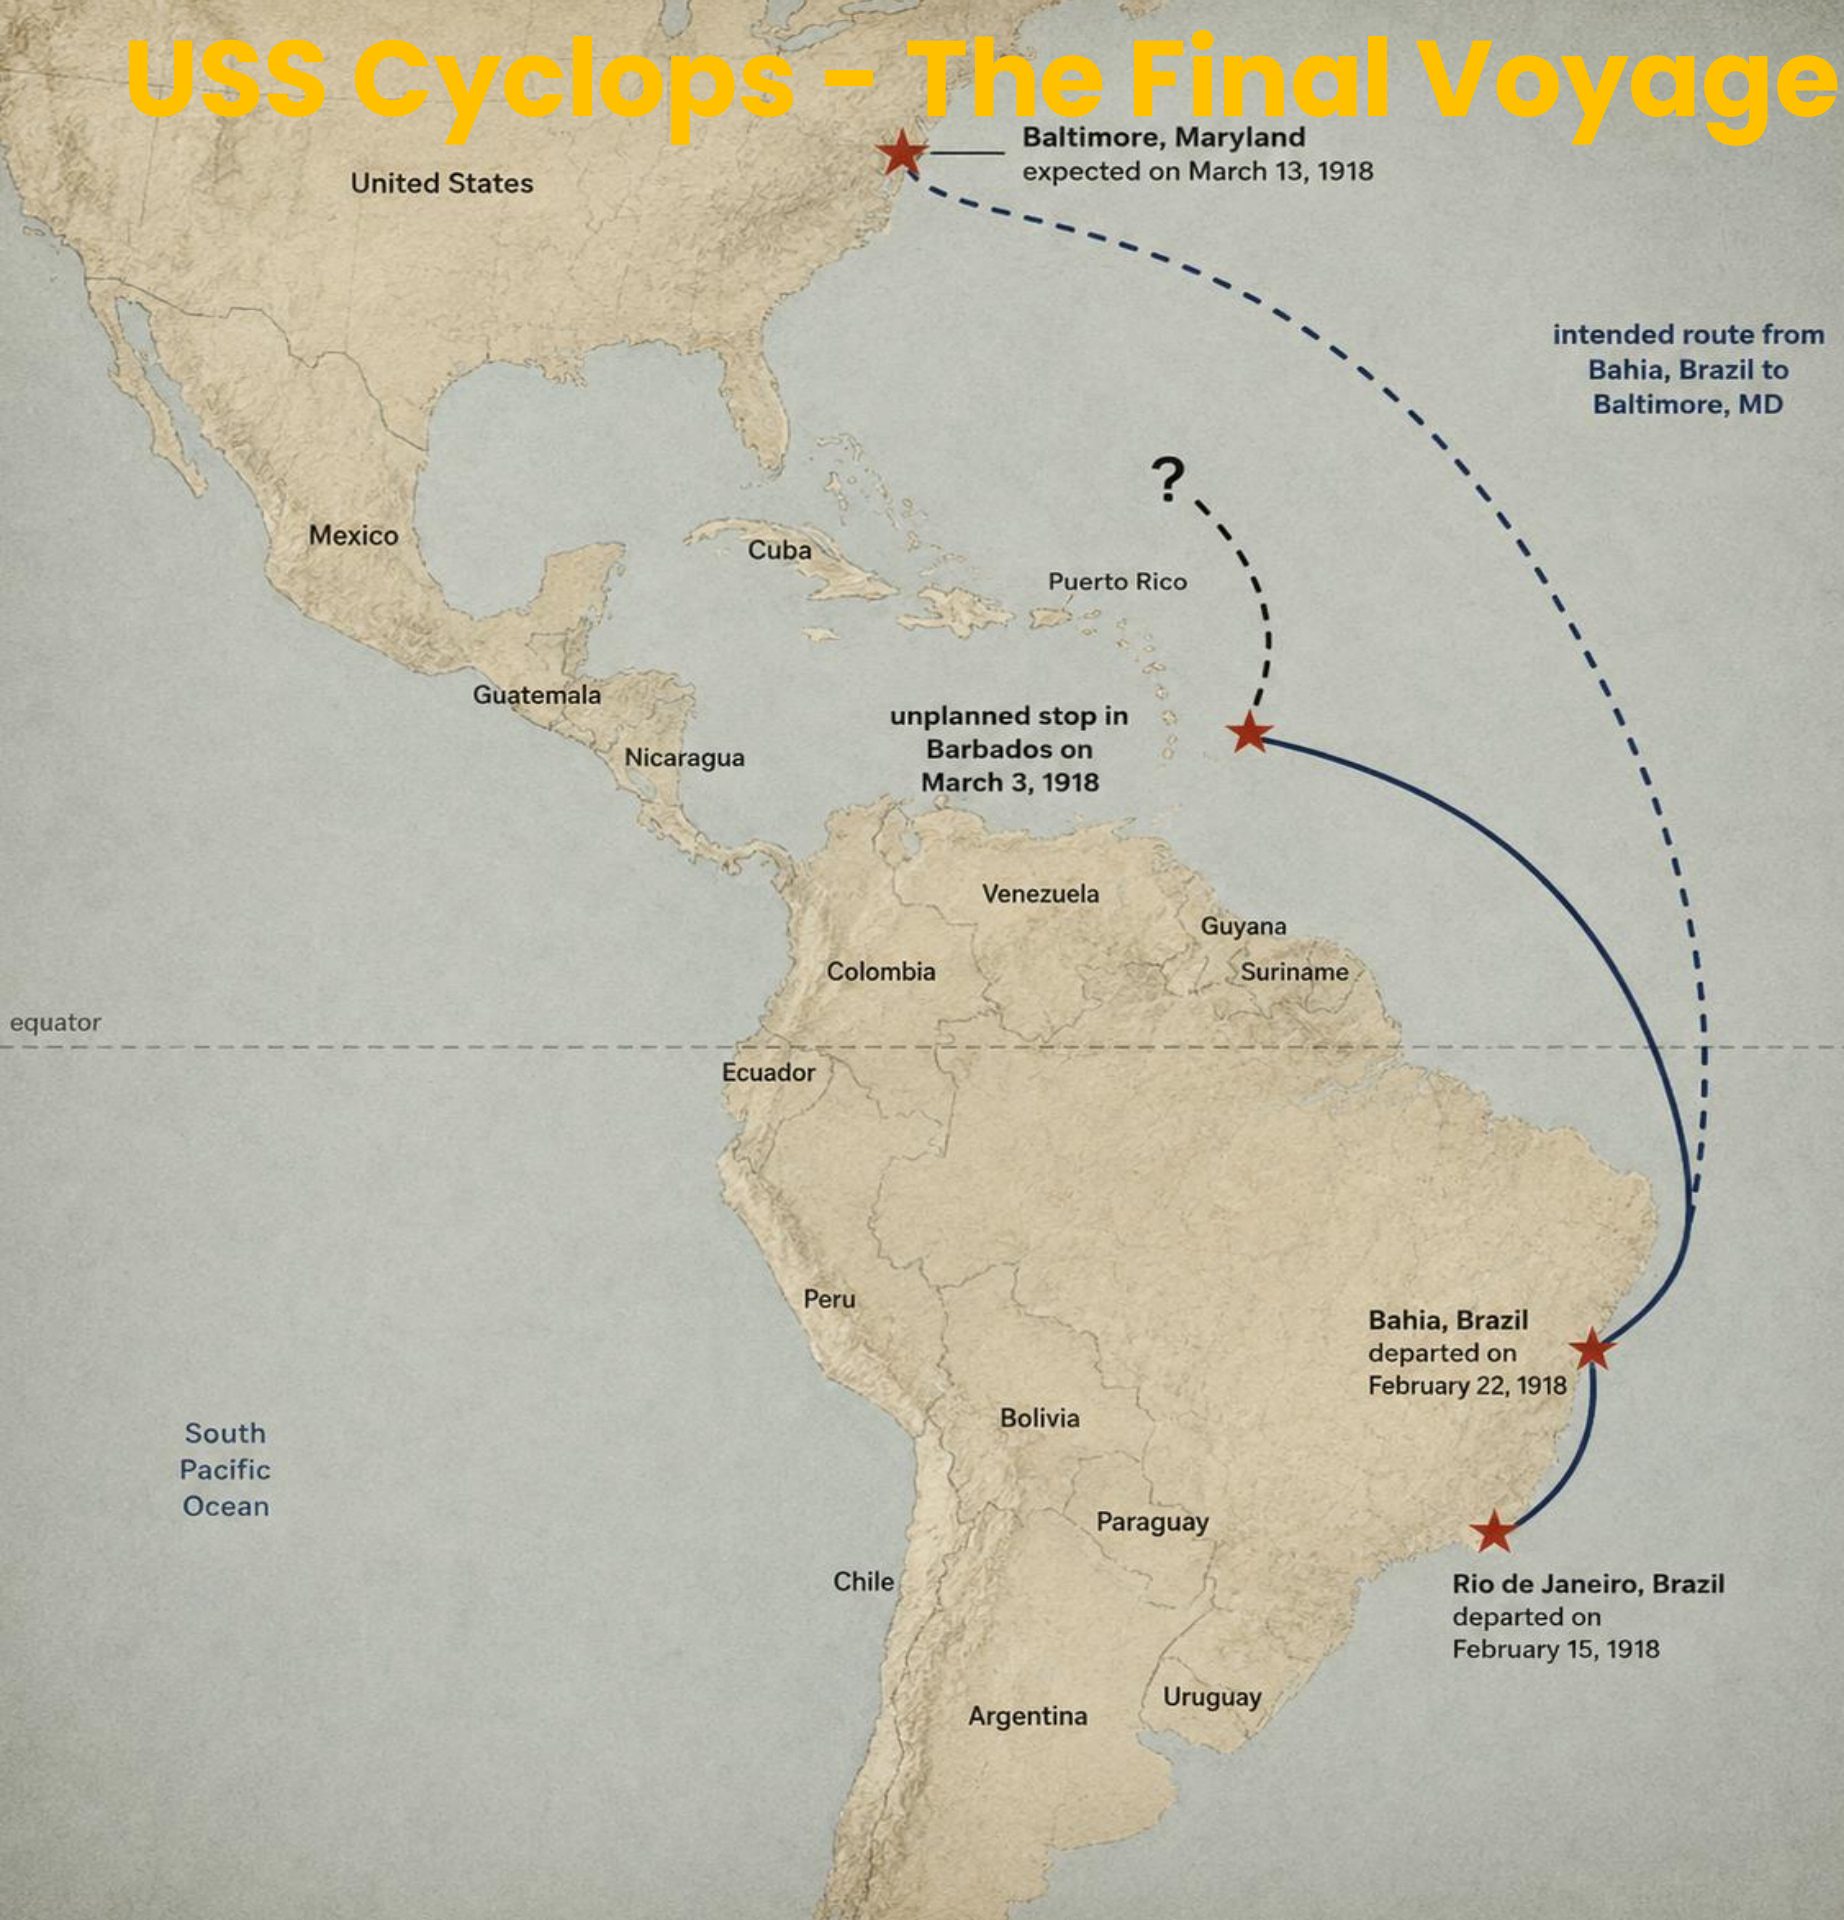 USS Cyclops - The Final Voyage
Baltimore, Maryland
expected on March 13, 1918
United States
intended route from
Bahia, Brazil to
Baltimore, MD
?
Mexico
Cuba
Puerto Rico
Guatemala
unplanned stop in
Barbados on
March 3, 1918
Nicaragua
Venezuela
Guyana
Colombia
Suriname
equator
Ecuador
Peru
Bahia, Brazil
departed on
February 22, 1918
Bolivia
South
Pacific
Ocean
Paraguay
Chile
Rio de Janeiro, Brazil
departed on
February 15, 1918
Uruguay
Argentina